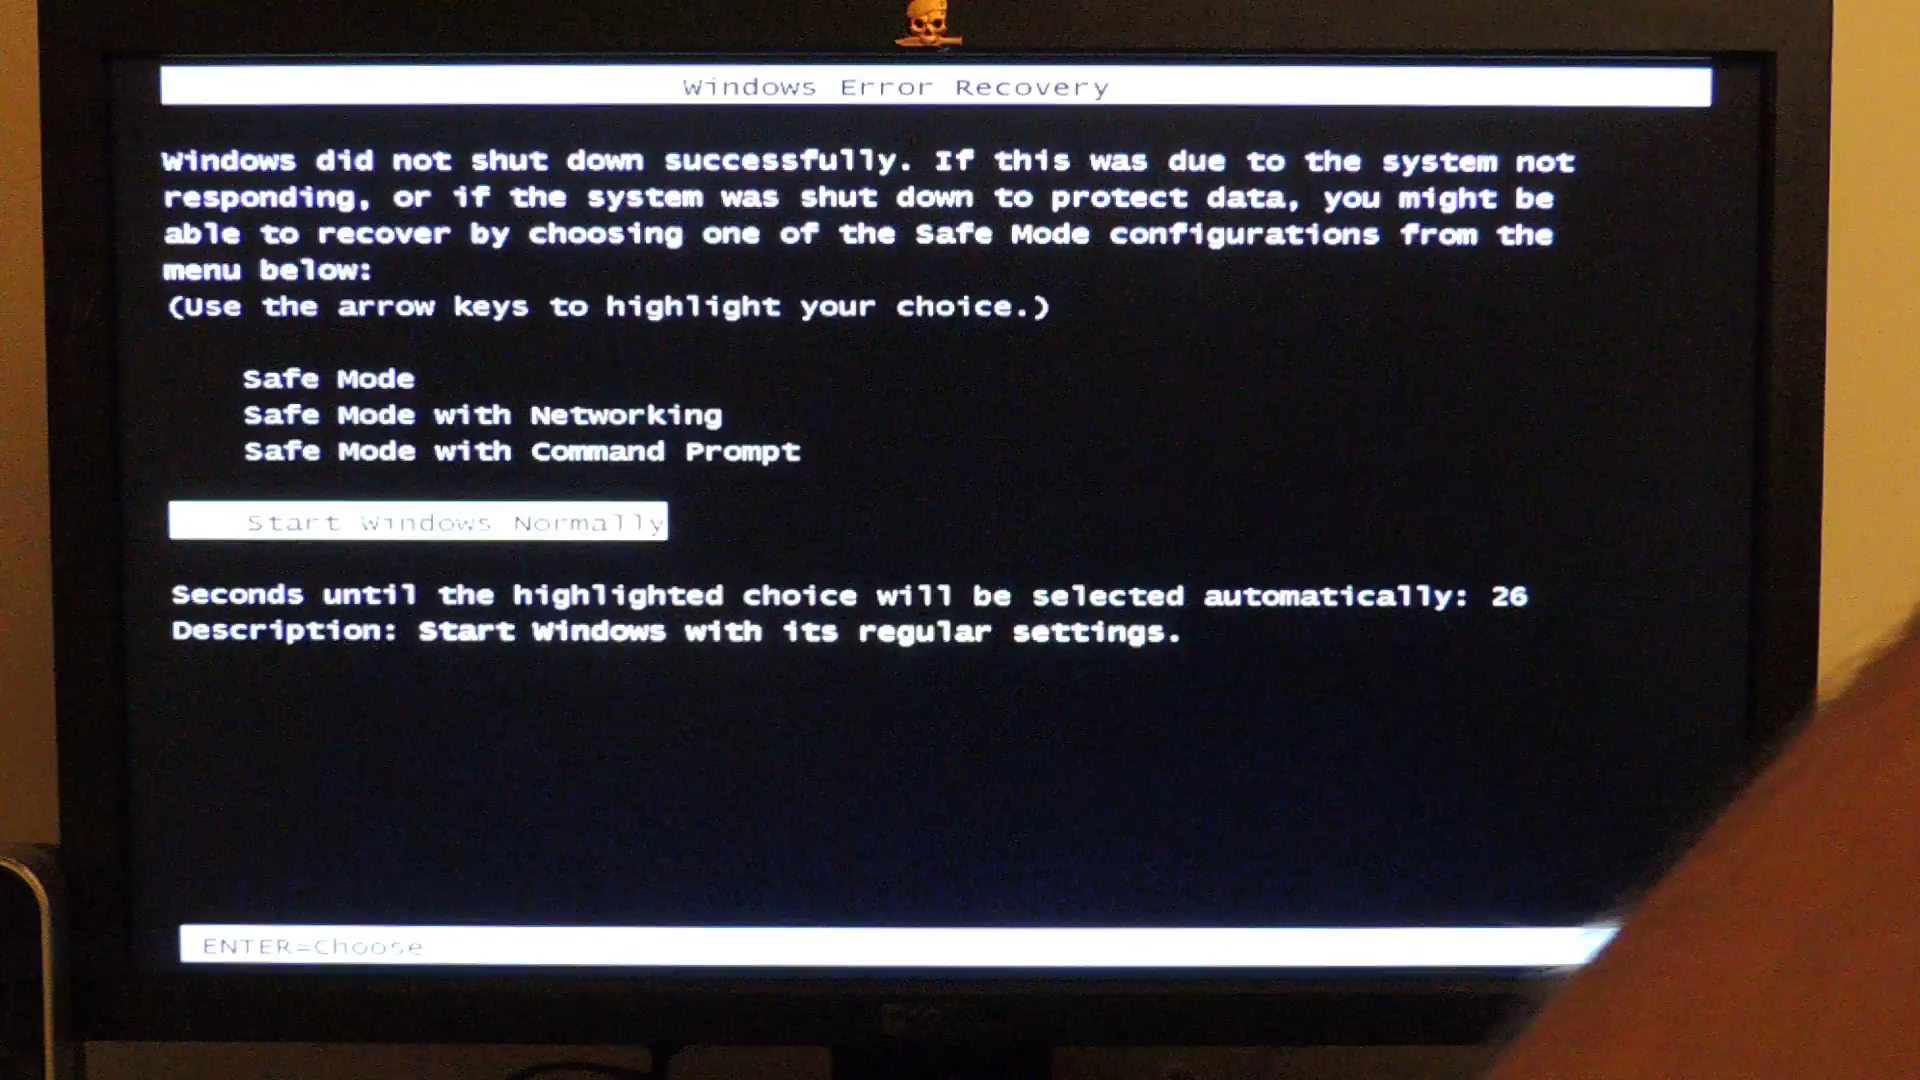 Windows Error Recovery
Windows did not shut down successfully. If this was due to the system not
responding, or if the system was shut down to protect data, you might be
able to recover by choosing one of the Safe Mode configurations from the
menu below:
(Use the arrow keys to highlight your choice.)
Safe Mode
Safe Mode with Networking
Safe Mode with Command Prompt
Start Windows Normally
Seconds until the highlighted choice will be selected automatically: 26
Description: Start Windows with its regular settings.
ENTER=Choose